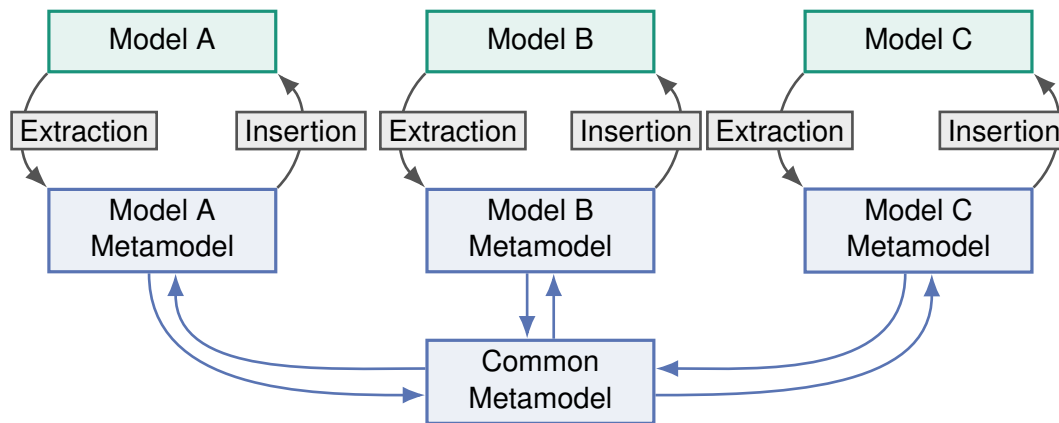 Model A
Model B
Model C
Extraction
Insertion
Extraction
Insertion
Extraction
Insertion
Model A
Metamodel
Model B
Metamodel
Model C
Metamodel
Common
Metamodel